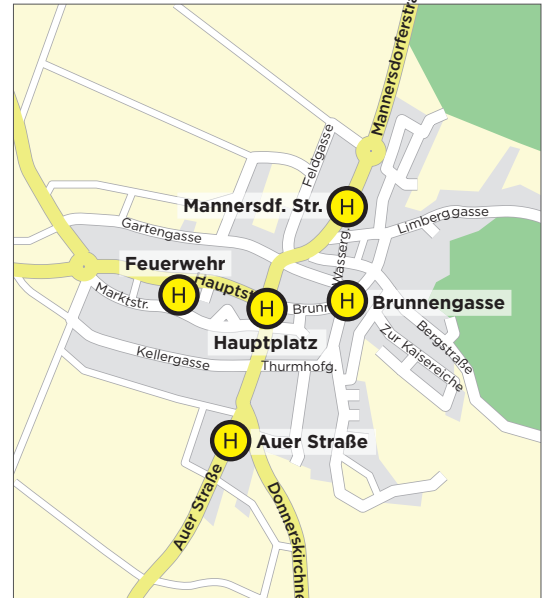 Mannersdorferstra
Feldgasse
Mannersdf. Str.
H
Limberggasse
Gartengasse
Wasserg.
Feuerwehr
H
Hauptst
Marktstr.
H
Brunn
H
Brunnengasse
Hauptplatz
Bergstraße
Zur Kaisereiche
Kellergasse
Thurmhofg.
H
Auer Straße
Auer Straße
Donnerskirchne